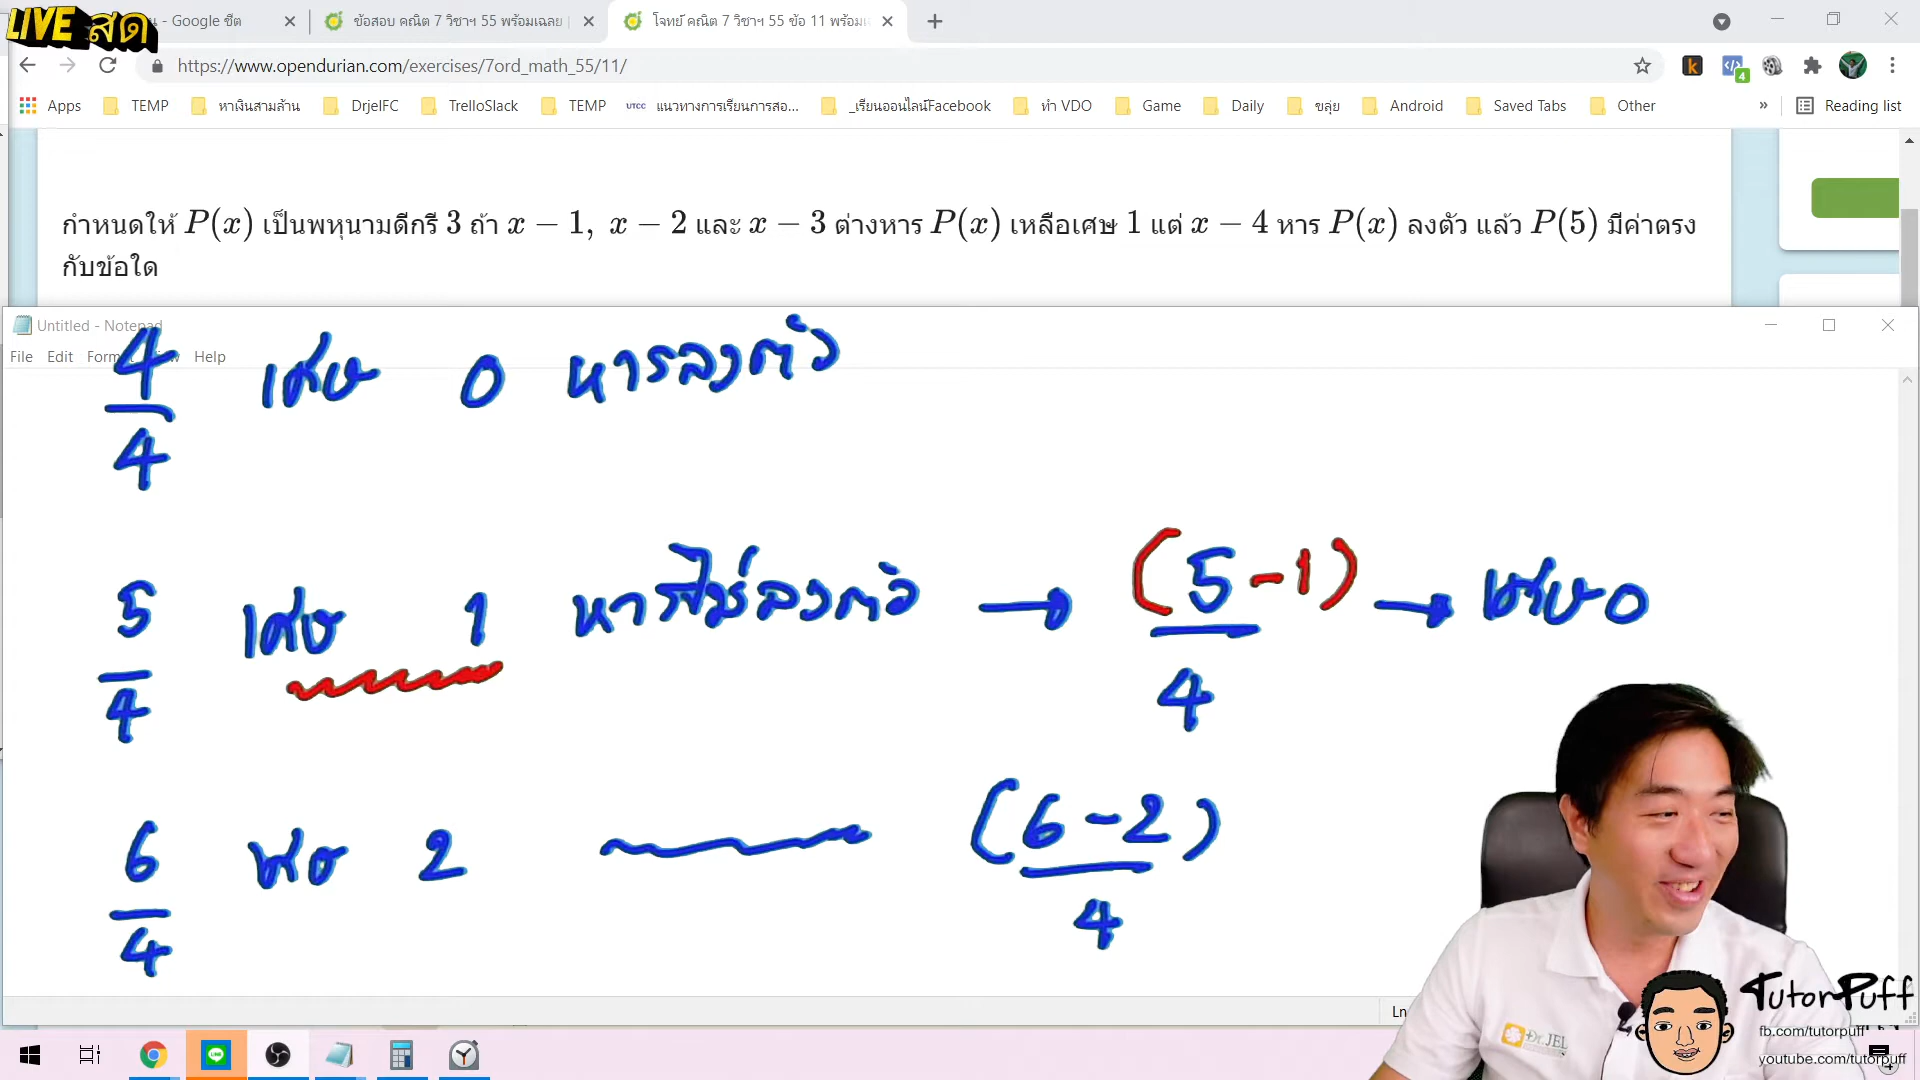 LIVE สด
น - Google ชีต
ข้อสอบ คณิต 7 วิชาฯ 55 พร้อมเฉลย
โจทย์ คณิต 7 วิชาฯ 55 ข้อ 11 พร้อมเ
https://www.opendurian.com/exercises/7ord_math_55/11/
4
Apps TEMP หาเงินสามล้าน DrjelFC TrelloSlack TEMP UTCC แนวทางการเรียนการสอ... _เรียนออนไลน์Facebook ทำ VDO Game Daily ขลุ่ย Android Saved Tabs Other » Reading list
กำหนดให้ P(x) เป็นพหุนามดีกรี 3 ถ้า x − 1, x − 2 และ x − 3 ต่างหาร P(x) เหลือเศษ 1 แต่ x − 4 หาร P(x) ลงตัว แล้ว P(5) มีค่าตรง
กับข้อใด
Untitled - Notepad
File Edit Format View Help
4/4 เศษ 0 หารลงตัว
5/4 เศษ 1 หารไม่ลงตัว → (5-1)/4 → เศษ 0
6/4 เศษ 2 (6-2)/4
Ln
Dr. JEL
TutorPuff
fb.com/tutorpuff
youtube.com/tutorpuff